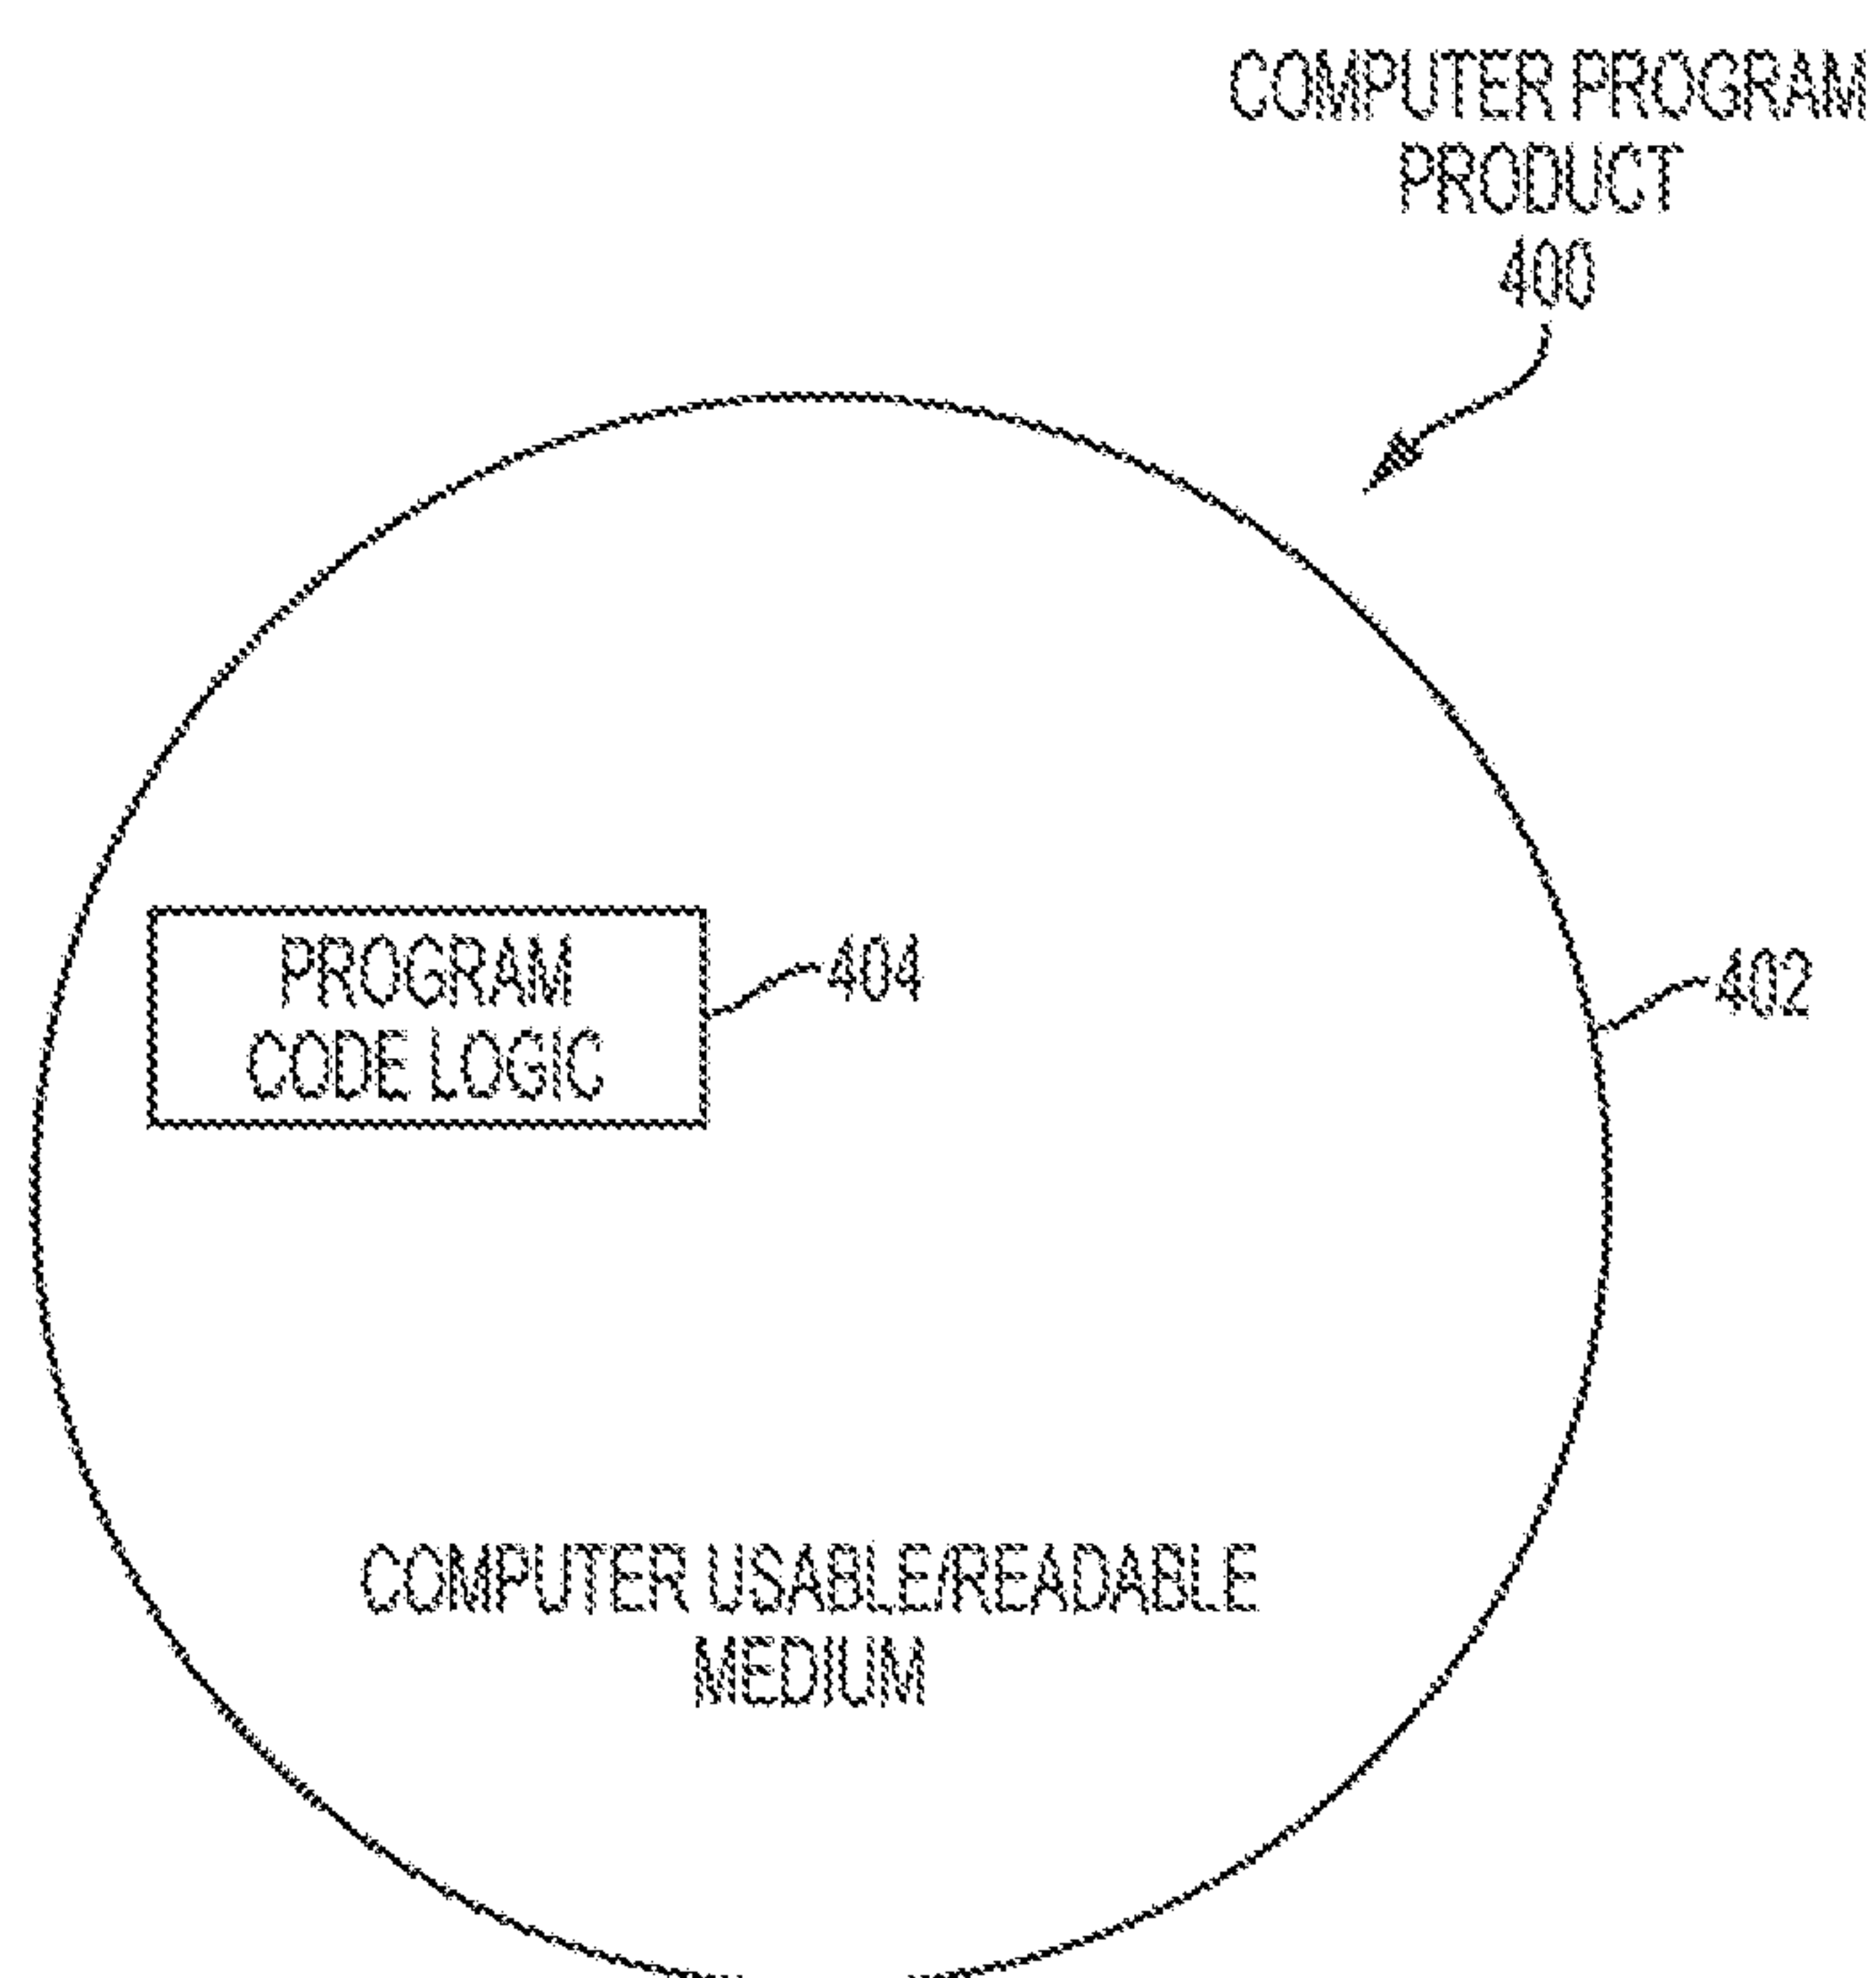 COMPUTER PROGRAM
PRODUCT
400
PROGRAM
CODE LOGIC
404
402
COMPUTER USABLE/READABLE
MEDIUM